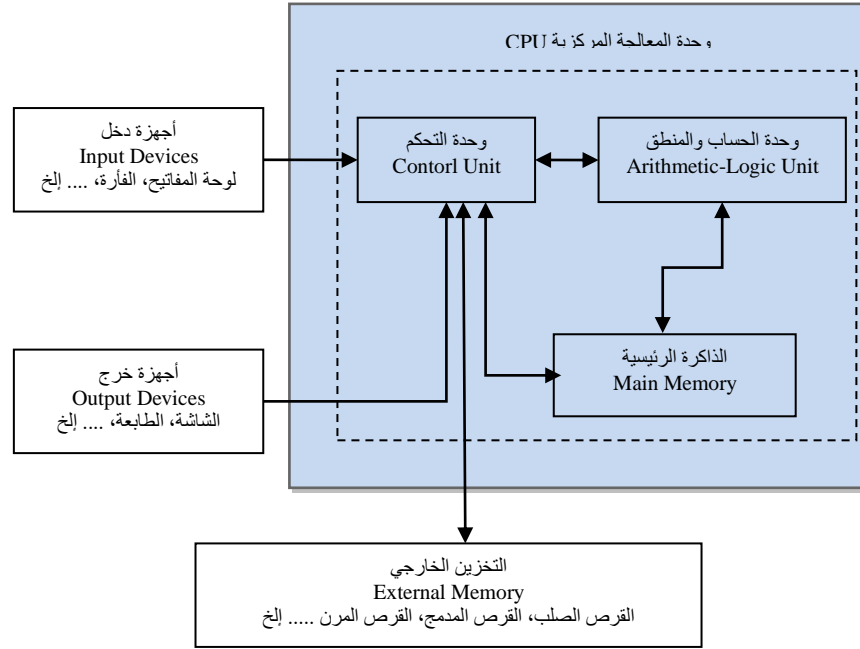 وحدة المعالجة المركزية CPU
أجهزة دخل
Input Devices
لوحة المفاتيح، الفأرة، .... إلخ
وحدة التحكم
Contorl Unit
وحدة الحساب والمنطق
Arithmetic-Logic Unit
الذاكرة الرئيسية
Main Memory
أجهزة خرج
Output Devices
الشاشة، الطابعة، .... إلخ
التخزين الخارجي
External Memory
القرص الصلب، القرص المدمج، القرص المرن ..... إلخ